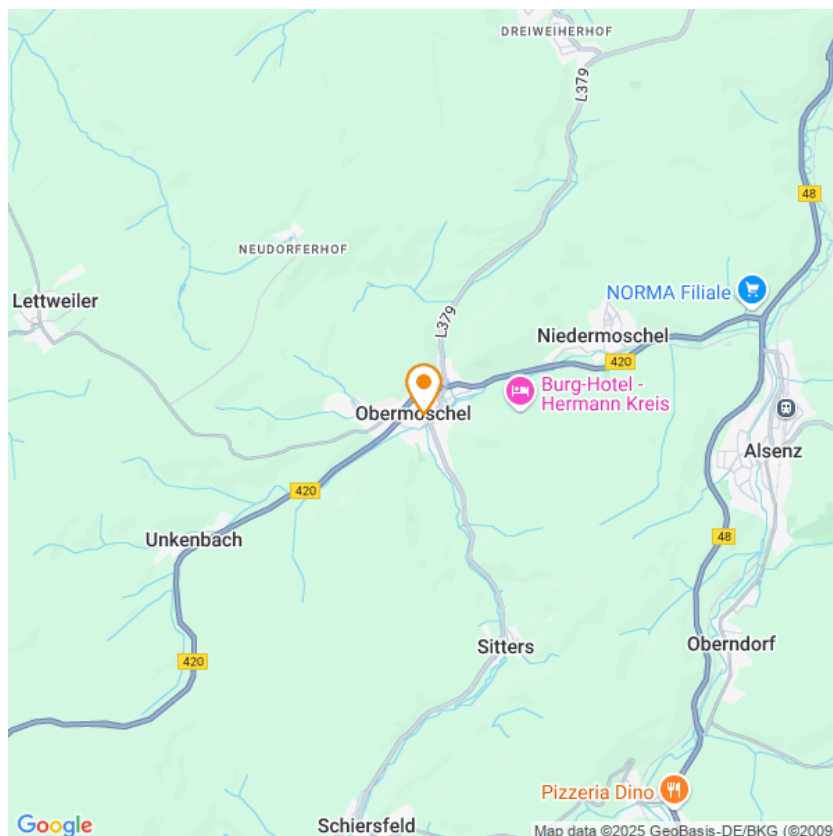 DREIWEIHERHOF
L379
48
NEUDORFERHOF
NORMA Filiale
Lettweiler
L379
Niedermoschel
420
Burg-Hotel -
Hermann Kreis
Obermoschel
Alsenz
420
Unkenbach
48
Sitters
Oberndorf
420
Pizzeria Dino
Google
Schiersfeld
Map data ©2025 GeoBasis-DE/BKG (©2009